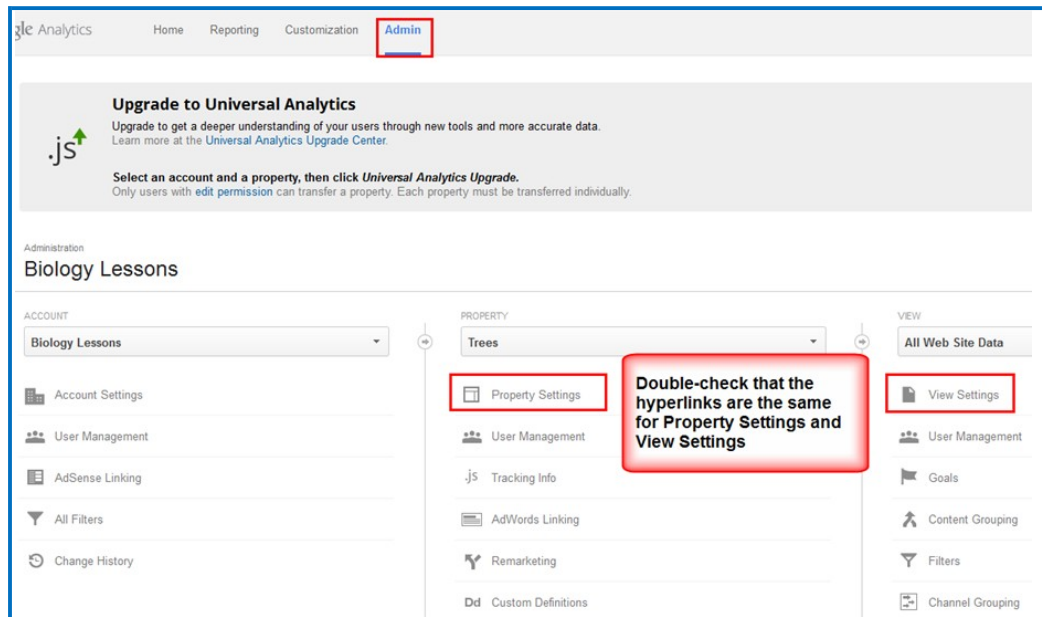 gle Analytics Home Reporting Customization Admin
Upgrade to Universal Analytics
Upgrade to get a deeper understanding of your users through new tools and more accurate data.
Learn more at the Universal Analytics Upgrade Center.
.js
Select an account and a property, then click Universal Analytics Upgrade.
Only users with edit permission can transfer a property. Each property must be transferred individually.
Administration
Biology Lessons
ACCOUNT
Biology Lessons
Account Settings
User Management
AdSense Linking
All Filters
Change History
PROPERTY
Trees
Property Settings
User Management
.js Tracking Info
AdWords Linking
Remarketing
Dd Custom Definitions
Double-check that the
hyperlinks are the same
for Property Settings and
View Settings
VIEW
All Web Site Data
View Settings
User Management
Goals
Content Grouping
Filters
Channel Grouping